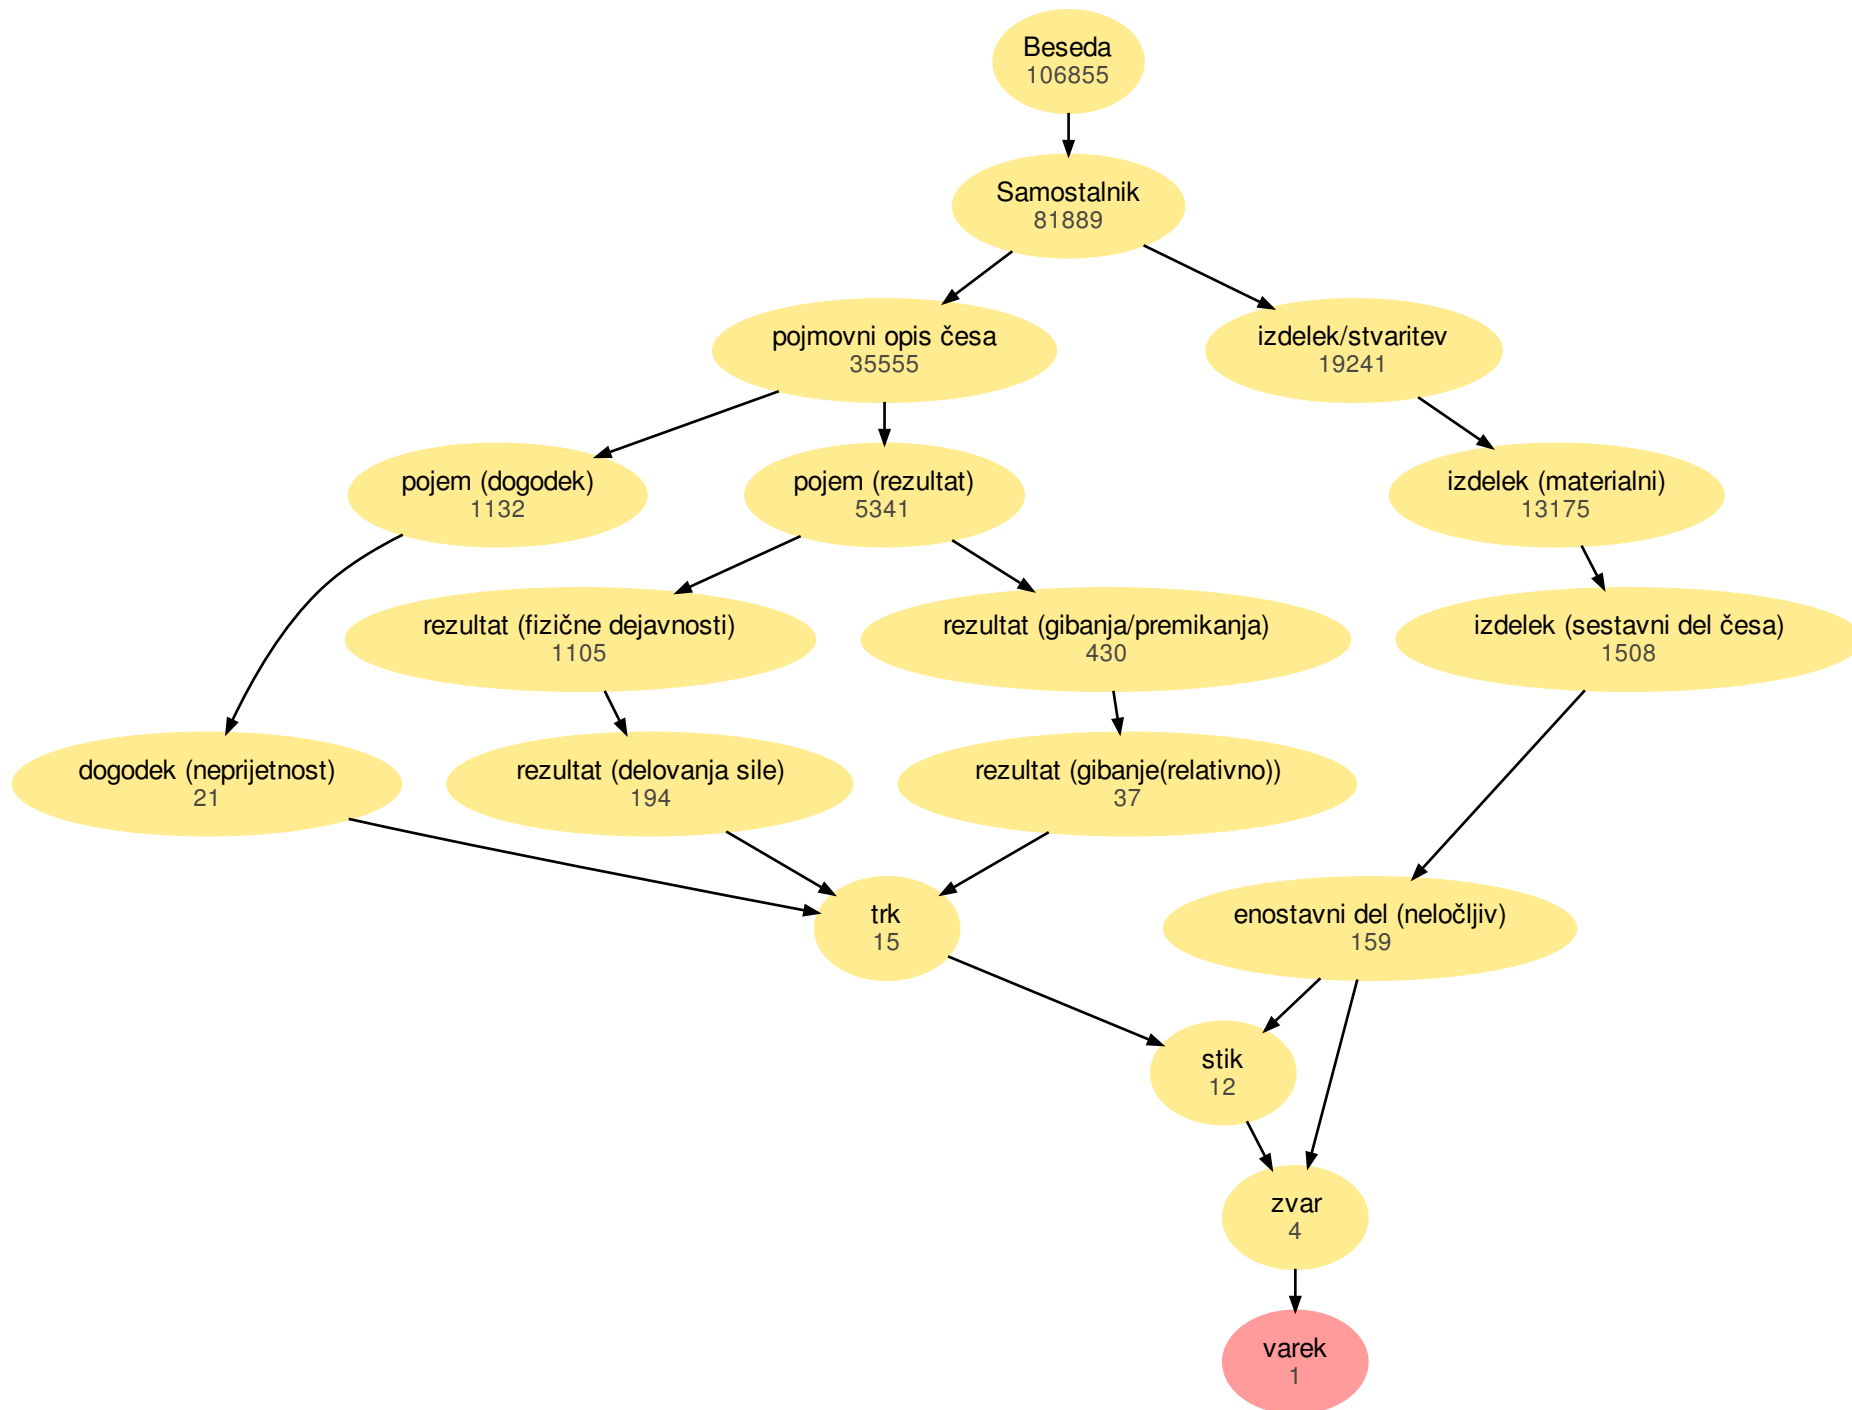 Beseda
106855
Samostalnik
81889
pojmovni opis česa
35555
izdelek/stvaritev
19241
pojem (dogodek)
1132
pojem (rezultat)
5341
izdelek (materialni)
13175
rezultat (fizične dejavnosti)
1105
rezultat (gibanja/premikanja)
430
izdelek (sestavni del česa)
1508
dogodek (neprijetnost)
21
rezultat (delovanja sile)
194
rezultat (gibanje(relativno))
37
trk
15
enostavni del (neločljiv)
159
stik
12
zvar
4
varek
1